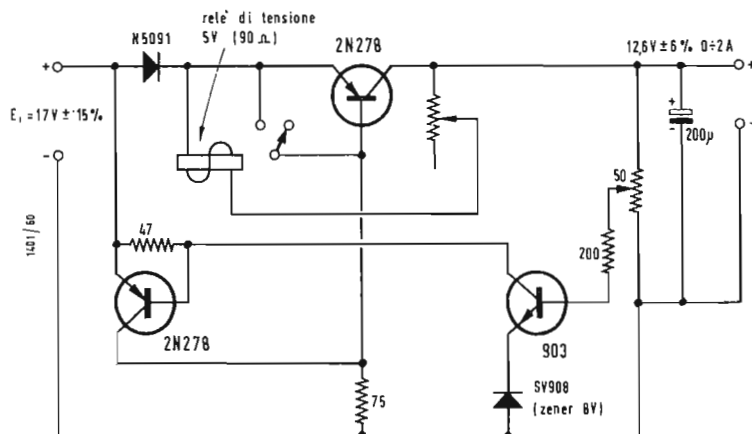 relè di tensione
5V (90 Ω)
N5091
2N278
12,6V ± 6% 0÷2A
+
+
E₁ = 17V ± 15%
+
-
200μ
-
-
50
1401/60
47
200
2N278
903
75
SV908
(zener 8V)